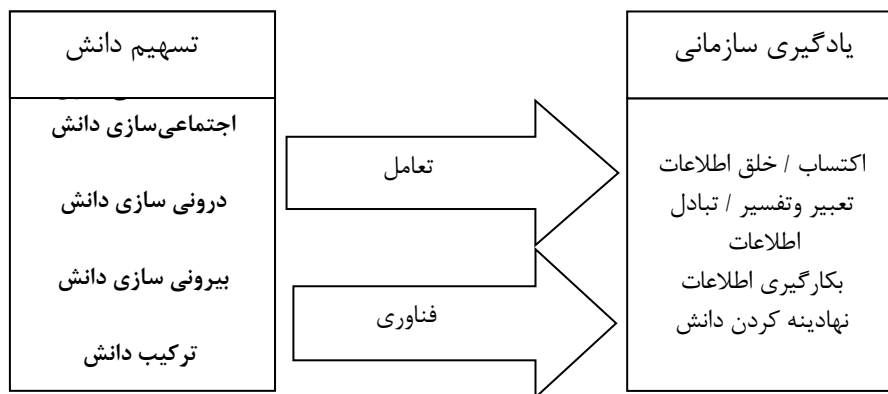 یادگیری سازمانی
اکتساب / خلق اطلاعات
تعبیر وتفسیر / تبادل
اطلاعات
بکارگیری اطلاعات
نهادینه کردن دانش
تعامل
فناوری
تسهیم دانش
اجتماعی‌سازی دانش
درونی سازی دانش
بیرونی سازی دانش
ترکیب دانش